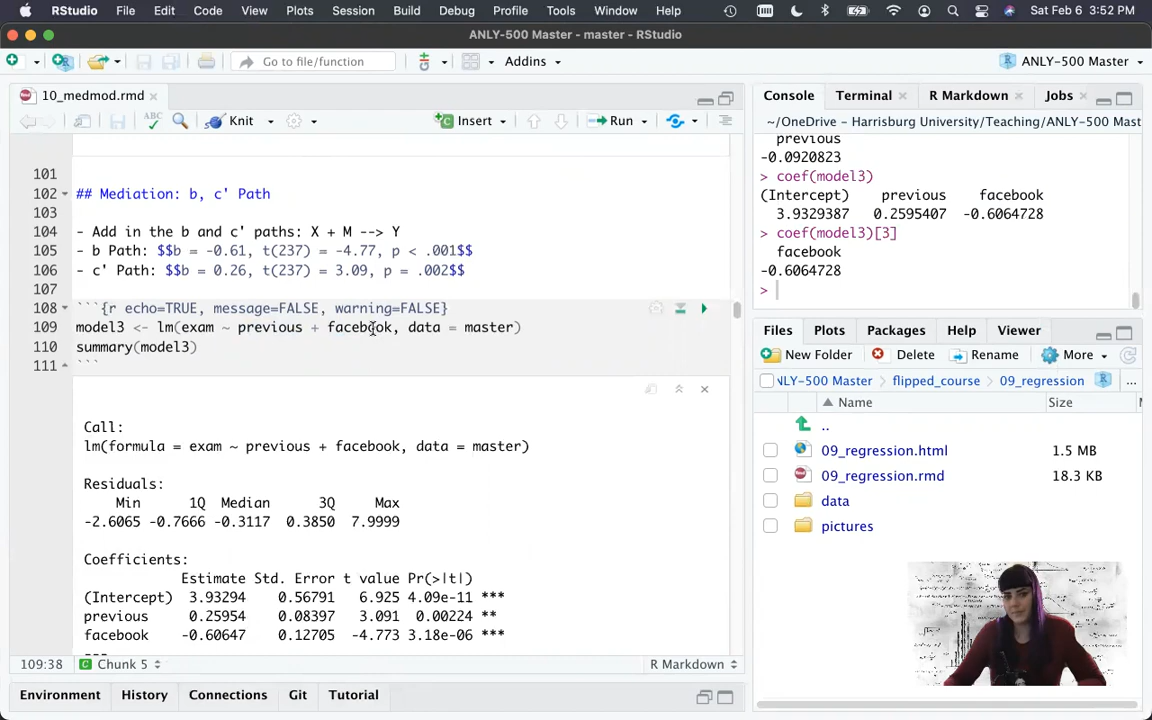 RStudio File Edit Code View Plots Session Build Debug Profile Tools Window Help Sat Feb 6 3:52 PM
ANLY-500 Master - master - RStudio
Go to file/function Addins ANLY-500 Master
10_medmod.rmd
ABC Knit Insert Run
101
102 ## Mediation: b, c' Path
103
104 - Add in the b and c' paths: X + M --> Y
105 - b Path: $$b = -0.61, t(237) = -4.77, p < .001$$
106 - c' Path: $$b = 0.26, t(237) = 3.09, p = .002$$
107
108 ```{r echo=TRUE, message=FALSE, warning=FALSE}
109 model3 <- lm(exam ~ previous + facebook, data = master)
110 summary(model3)
111 ```
Call:
lm(formula = exam ~ previous + facebook, data = master)
Residuals:
Min 1Q Median 3Q Max
-2.6065 -0.7666 -0.3117 0.3850 7.9999
Coefficients:
Estimate Std. Error t value Pr(>|t|)
(Intercept) 3.93294 0.56791 6.925 4.09e-11 ***
previous 0.25954 0.08397 3.091 0.00224 **
facebook -0.60647 0.12705 -4.773 3.18e-06 ***
---
109:38 Chunk 5 R Markdown
Environment History Connections Git Tutorial
Console Terminal R Markdown Jobs
~/OneDrive - Harrisburg University/Teaching/ANLY-500 Mast
previous
-0.0920823
> coef(model3)
(Intercept) previous facebook
3.9329387 0.2595407 -0.6064728
> coef(model3)[3]
facebook
-0.6064728
>
Files Plots Packages Help Viewer
New Folder Delete Rename More
NLY-500 Master flipped_course 09_regression ...
Name Size M
..
09_regression.html 1.5 MB
09_regression.rmd 18.3 KB
data
pictures